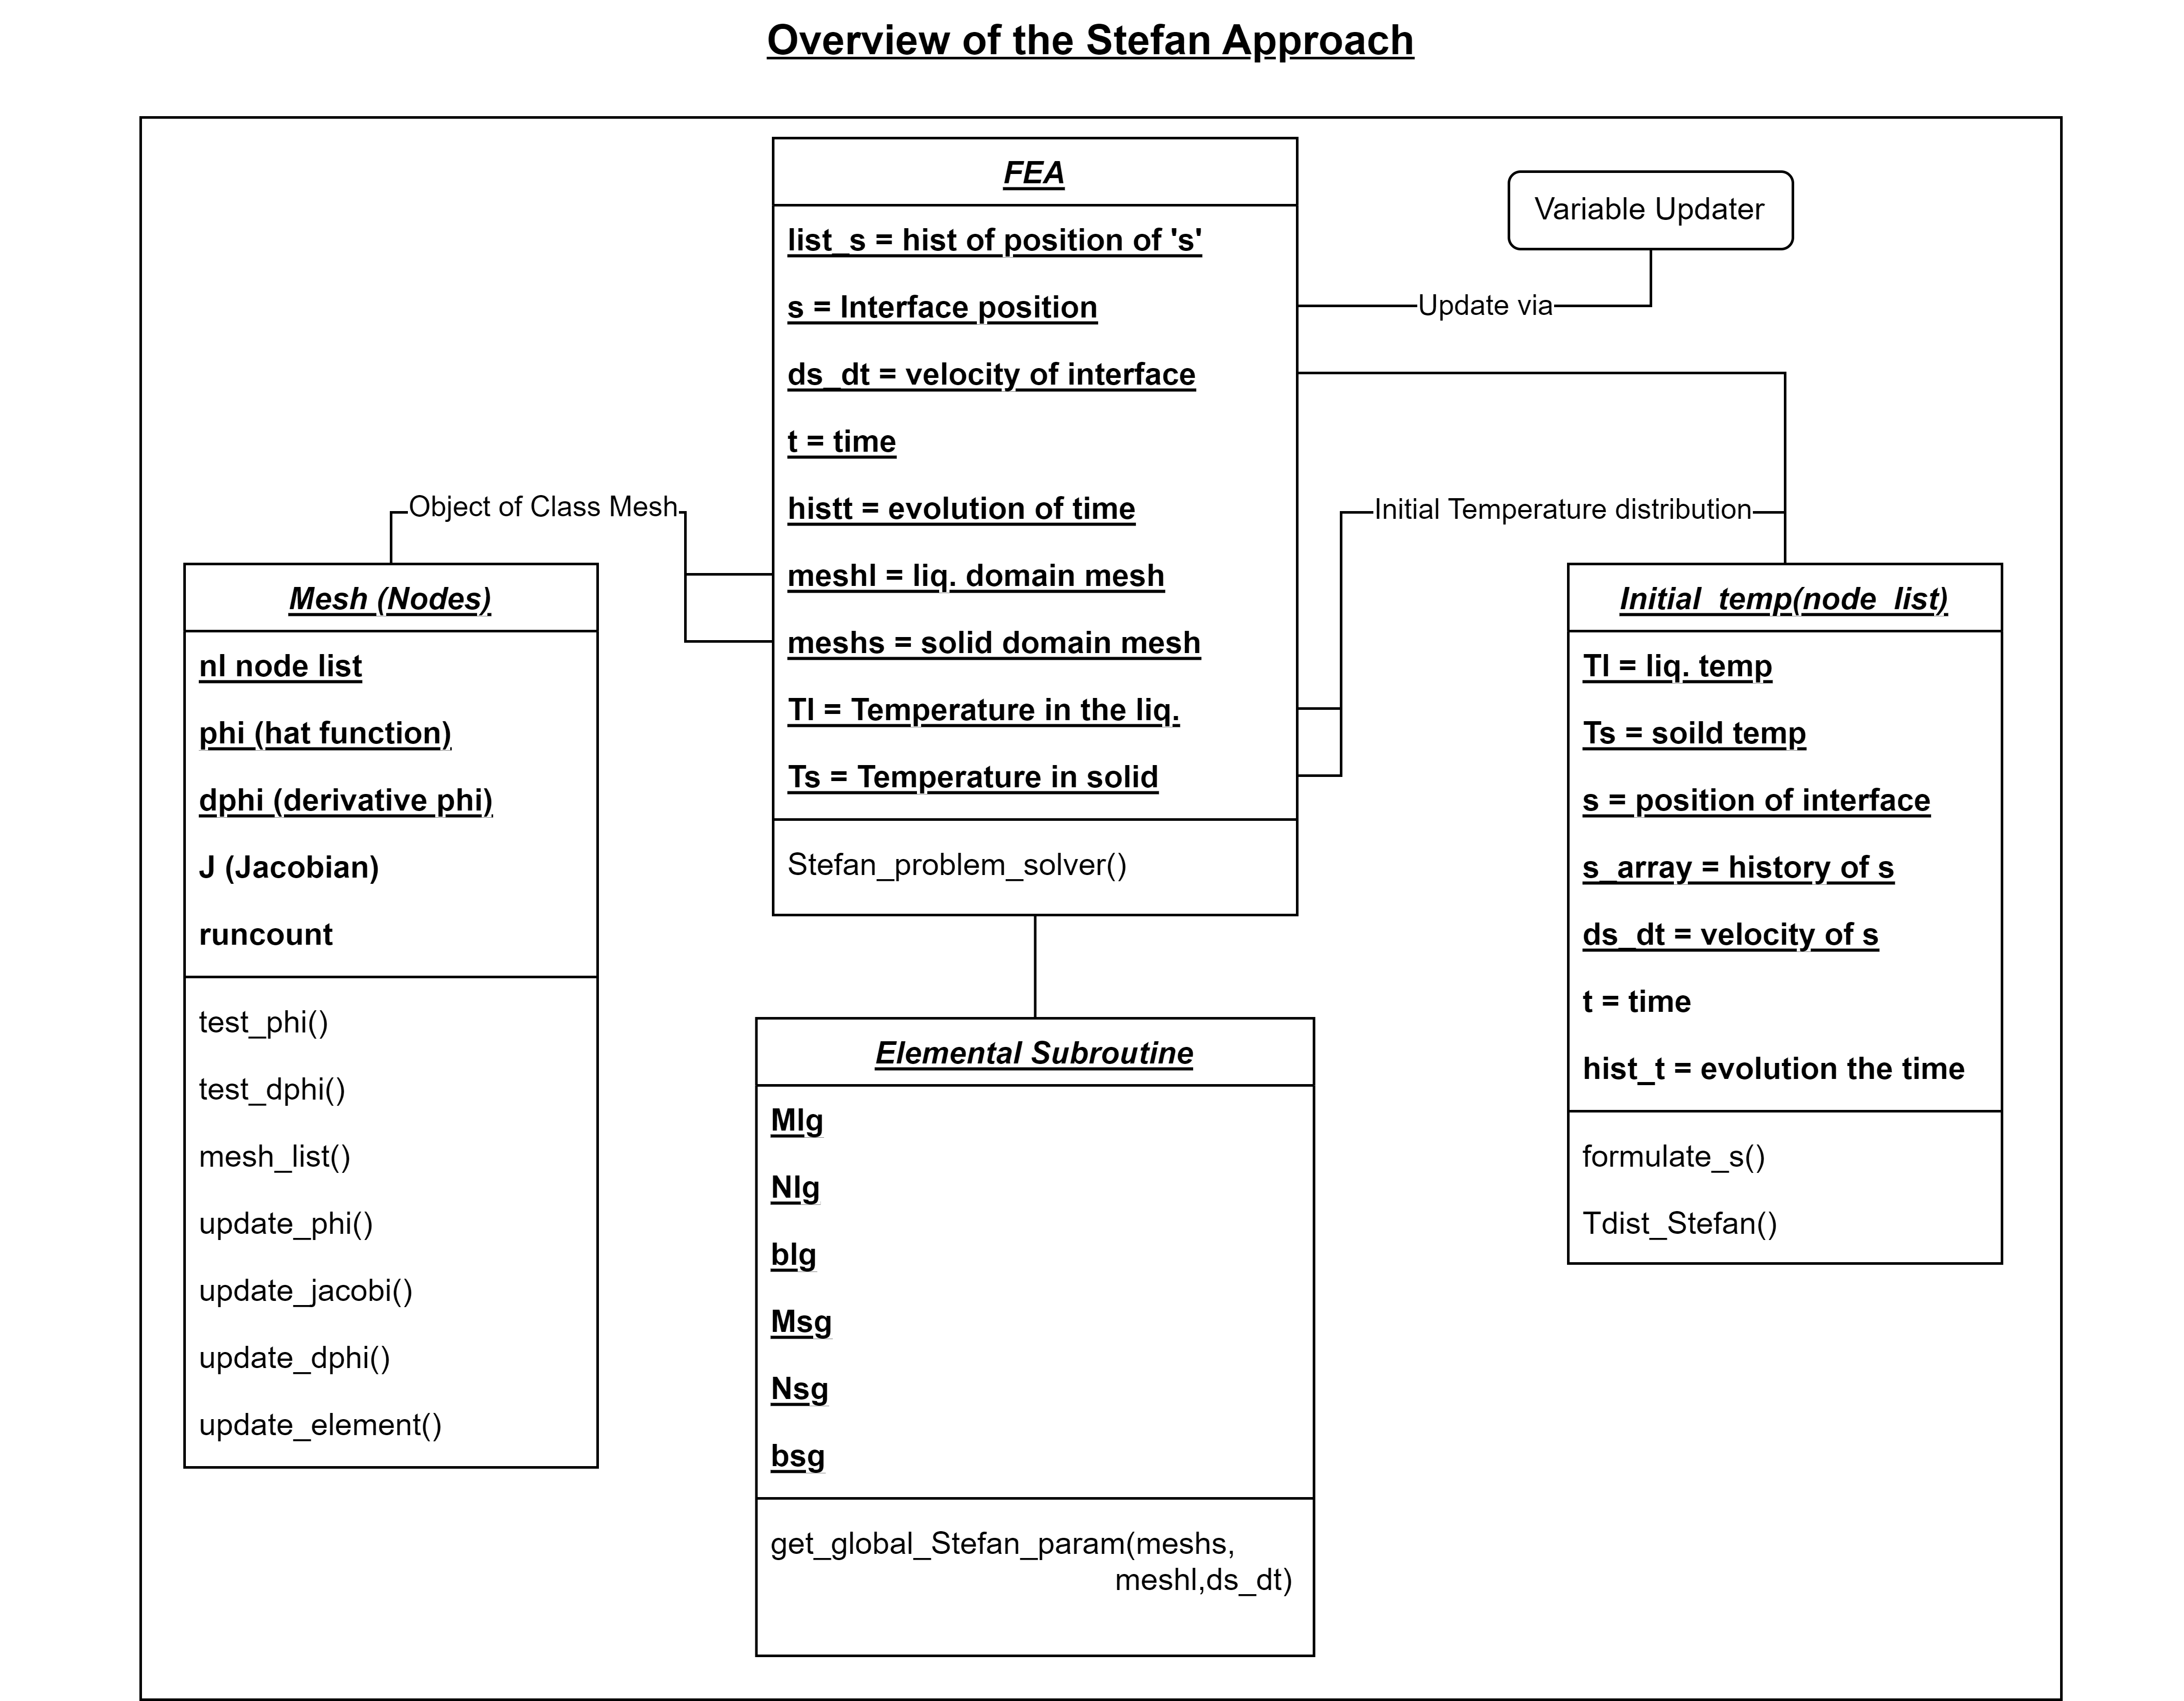 Overview of the Stefan Approach
FEA
list_s = hist of position of 's'
s = Interface position
ds_dt = velocity of interface
t = time
histt = evolution of time
meshl = liq. domain mesh
meshs = solid domain mesh
Tl = Temperature in the liq.
Ts = Temperature in solid
Stefan_problem_solver()
Variable Updater
Update via
Object of Class Mesh
Initial Temperature distribution
Mesh (Nodes)
nl node list
phi (hat function)
dphi (derivative phi)
J (Jacobian)
runcount
test_phi()
test_dphi()
mesh_list()
update_phi()
update_jacobi()
update_dphi()
update_element()
Initial_temp(node_list)
Tl = liq. temp
Ts = soild temp
s = position of interface
s_array = history of s
ds_dt = velocity of s
t = time
hist_t = evolution the time
formulate_s()
Tdist_Stefan()
Elemental Subroutine
Mlg
Nlg
blg
Msg
Nsg
bsg
get_global_Stefan_param(meshs,
meshl,ds_dt)